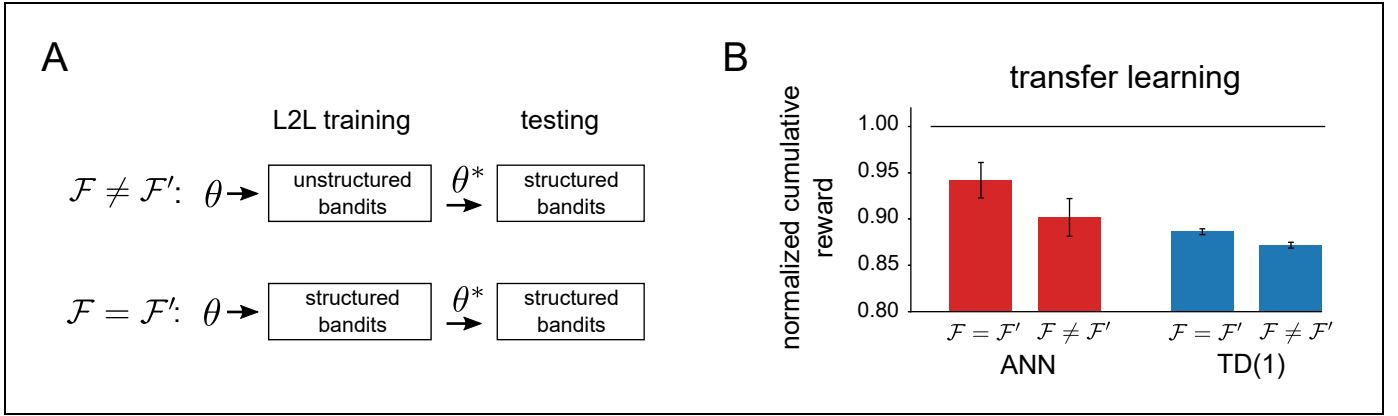 A
L2L training testing
F ≠ F′: θ unstructured bandits θ* structured bandits
F = F′: θ structured bandits θ* structured bandits
B
transfer learning
normalized cumulative
reward
1.00
0.95
0.90
0.85
0.80
F = F′ F ≠ F′ F = F′ F ≠ F′
ANN TD(1)